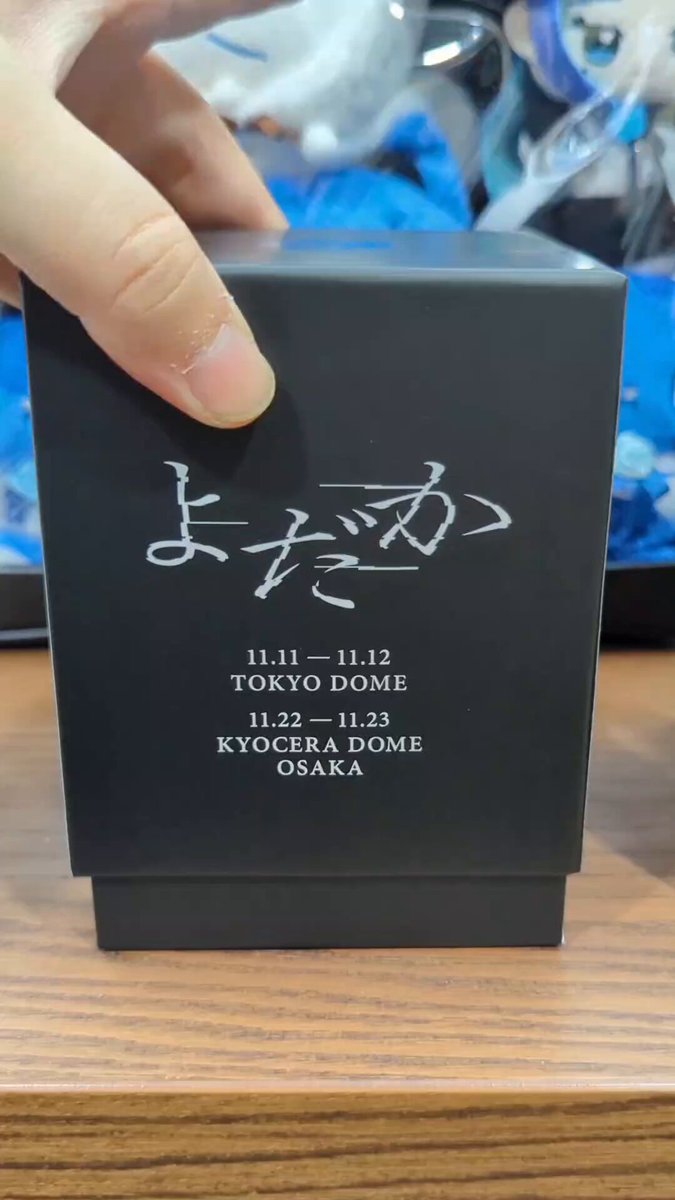 よだか
11.11 — 11.12
TOKYO DOME
11.22 — 11.23
KYOCERA DOME
OSAKA